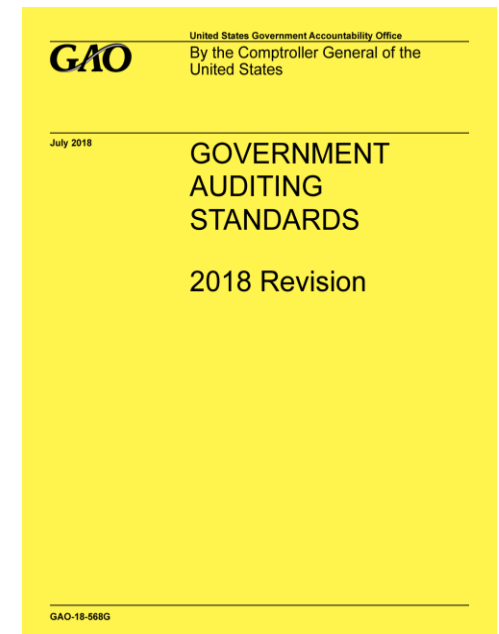 United States Government Accountability Office
GAO
By the Comptroller General of the
United States
July 2018
GOVERNMENT
AUDITING
STANDARDS
2018 Revision
GAO-18-568G